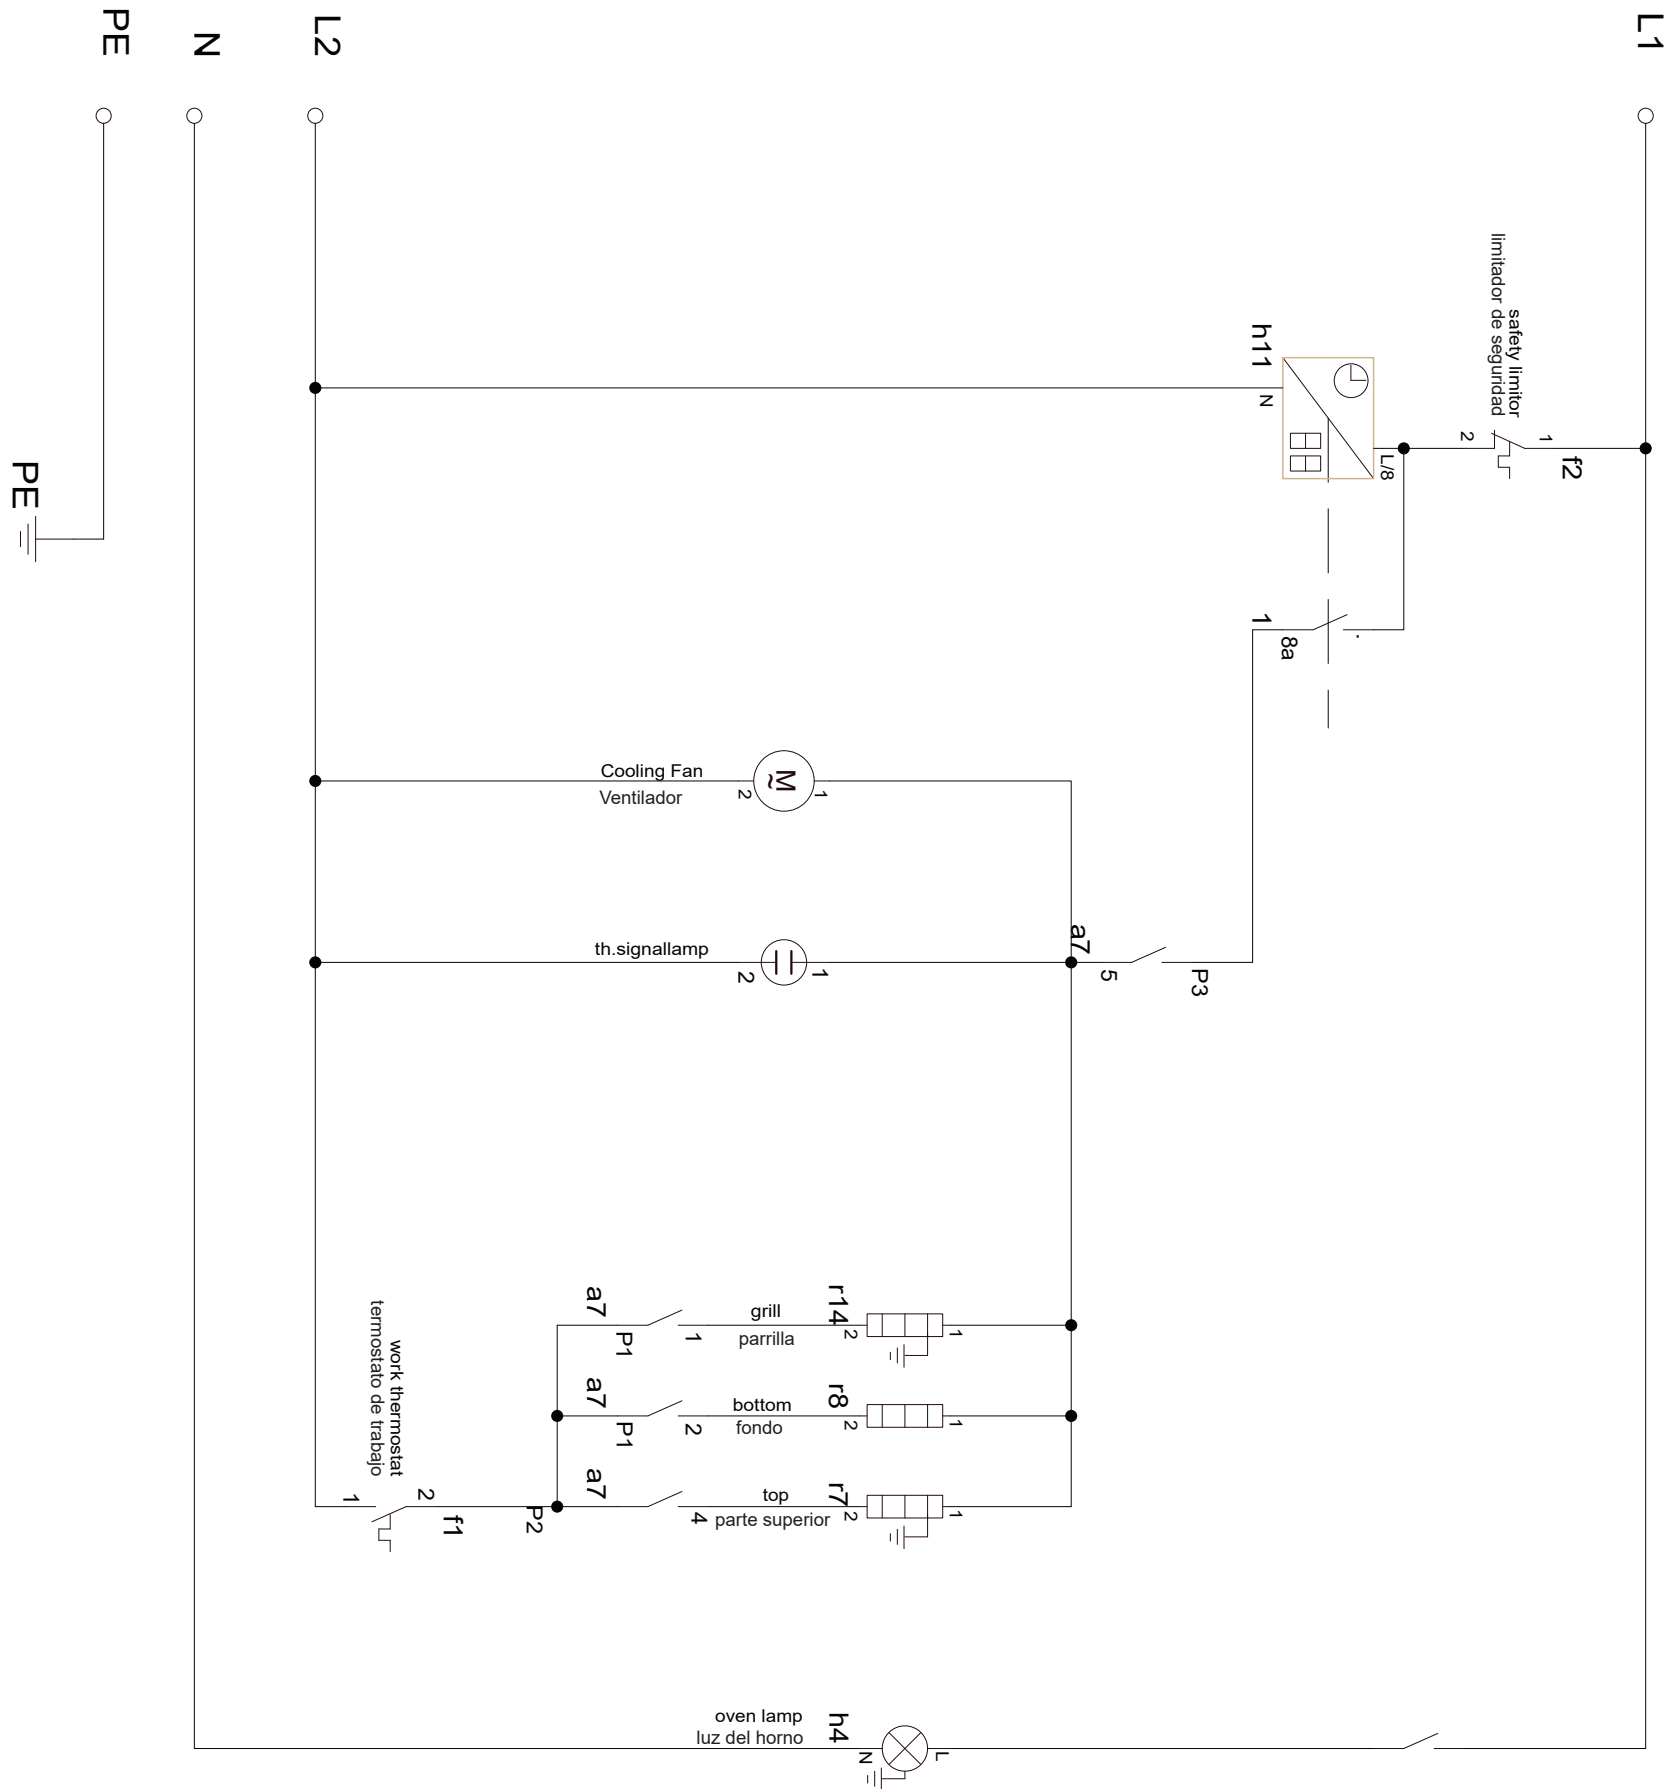 PE
N
L2
L1
safety limitor
limitador de seguridad
h11
N
L/8
2
1
f2
PE
1
8a
.
Cooling Fan
Ventilador
2
M
~
1
th.signallamp
2
1
a7
5
P3
a7
P1
1
grill
parrilla
r14
2
1
a7
P1
2
bottom
fondo
r8
2
1
work thermostat
termostato de trabajo
1
2
f1
P2
a7
4
top
parte superior
r7
2
1
oven lamp
luz del horno
h4
N
L